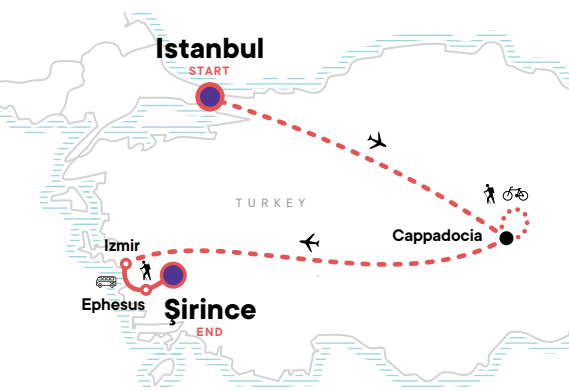 Istanbul
START
TURKEY
Cappadocia
Izmir
Ephesus
Şirince
END